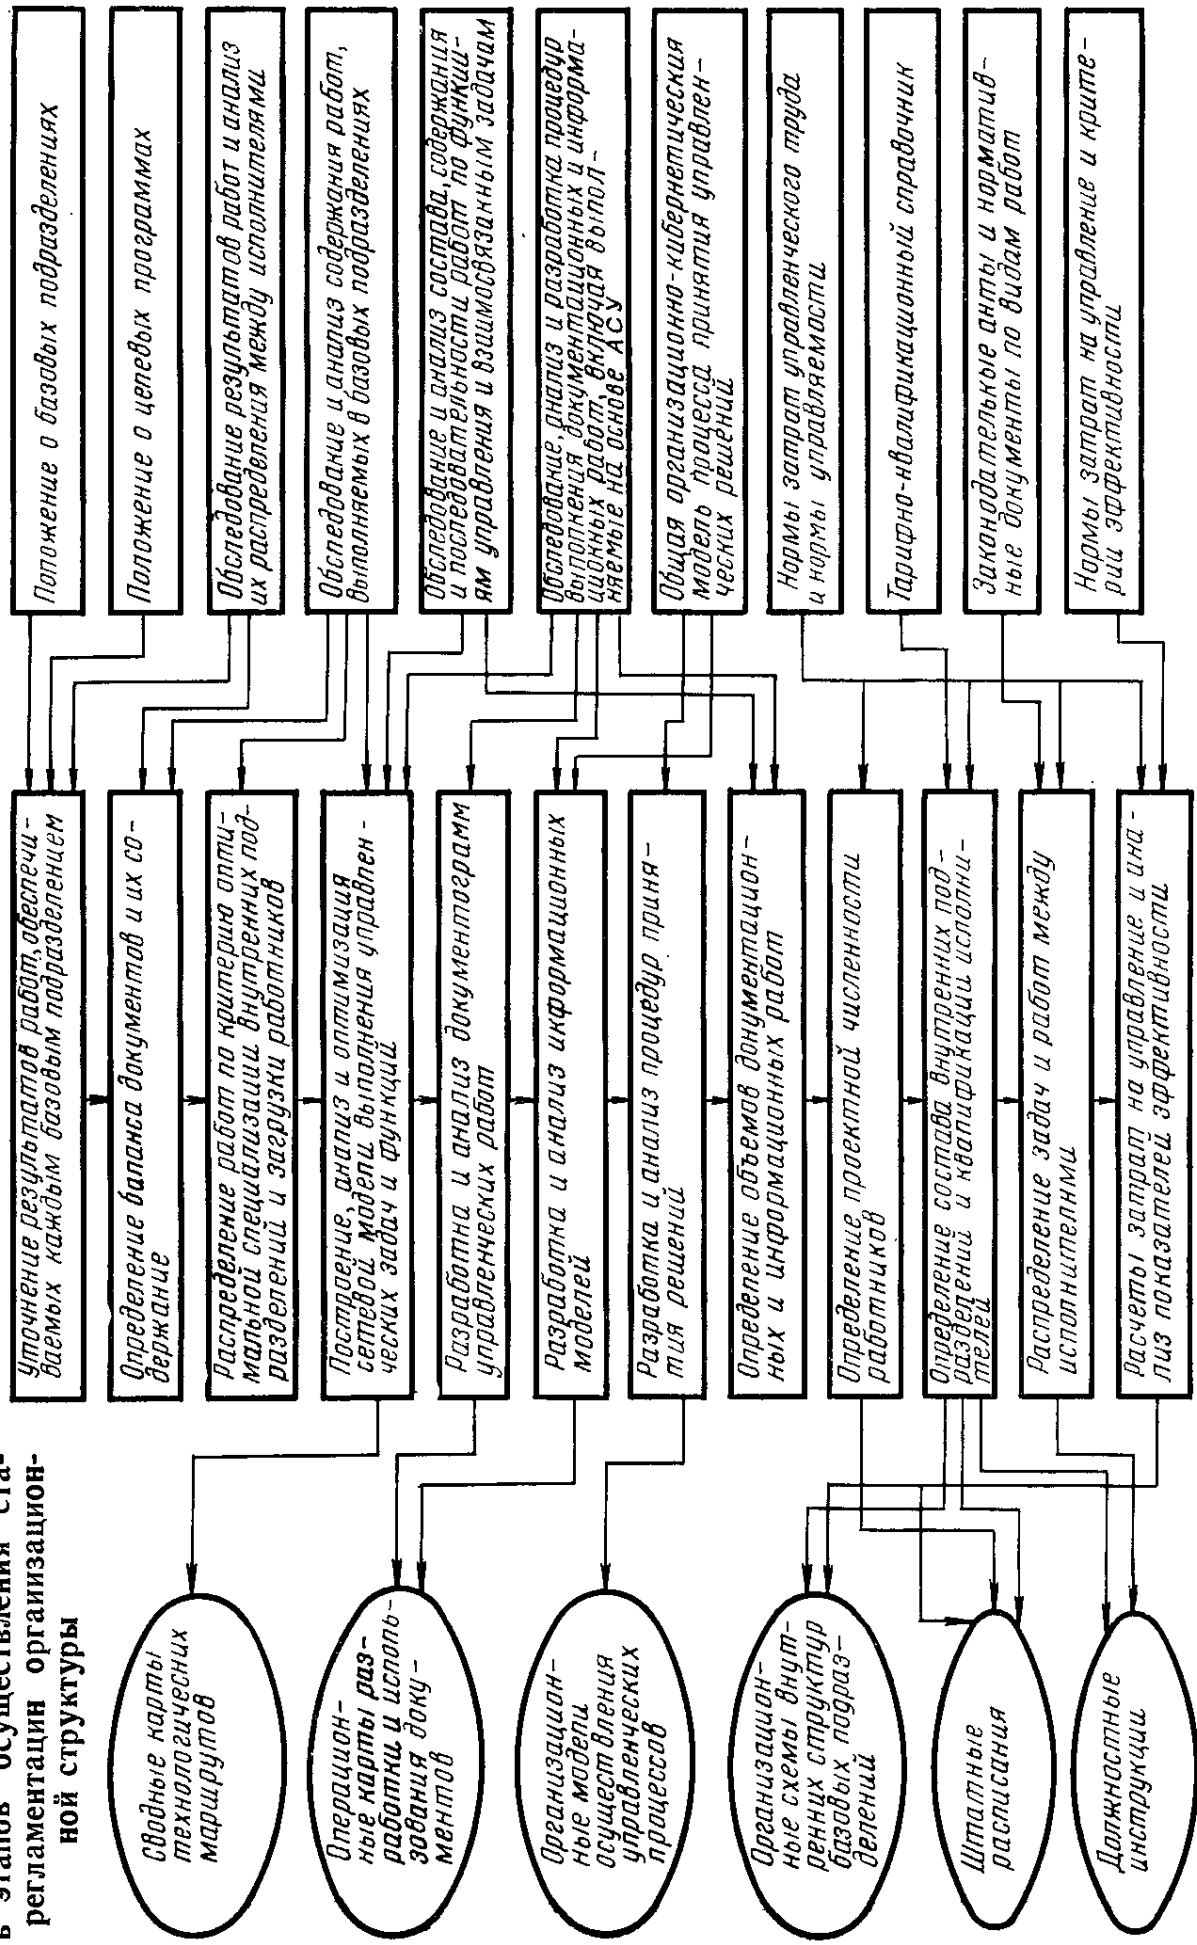 в этапов осуществления ста-
регламентации организацион-
ной структуры
Положение о базовых подразделениях
Положение о целевых программах
Обследование результатов работ и анализ
их распределения между исполнителями
Обследование и анализ содержания работ,
выполняемых в базовых подразделениях
Обследование и анализ состава, содержания
и последовательности работ по функци-
ям управления и взаимосвязанным задачам
Обследование, анализ и разработка процедур
выполнения документационных и информа-
ционных работ, включая выпол-
няемые на основе АСУ
Общая организационно-кибернетическая
модель процесса принятия управлен-
ческих решений
Нормы затрат управленческого труда
и нормы управляемости
Тарифно-квалификационный справочник
Законодательные акты и норматив-
ные документы по видам работ
Нормы затрат на управление и крите-
рии эффективности
Уточнение результатов работ, обеспечи-
ваемых каждым базовым подразделением
Определение баланса документов и их со-
держание
Распределение работ по критерию опти-
мальной специализации внутренних под-
разделений и загрузки работников
Построение, анализ и оптимизация
сетевой модели выполнения управлен-
ческих задач и функций
Разработка и анализ документограмм
управленческих работ
Разработка и анализ информационных
моделей
Разработка и анализ процедур приня-
тия решений
Определение объемов документацион-
ных и информационных работ
Определение проектной численности
работников
Определение состава внутренних под-
разделений и квалификации исполни-
телей
Распределение задач и работ между
исполнителнми
Расчеты затрат на управление и ана-
лиз показателей эффективности
Сводные карты
технологических
маршрутов
Операцион-
ные карты раз-
работки и исполь-
зования доку-
ментов
Организацион-
ные модели
осуществления
управленческих
процессов
Организацион-
ные схемы внут-
ренних структур
базовых подраз-
делений
Штатные
расписания
Должностные
инструкции